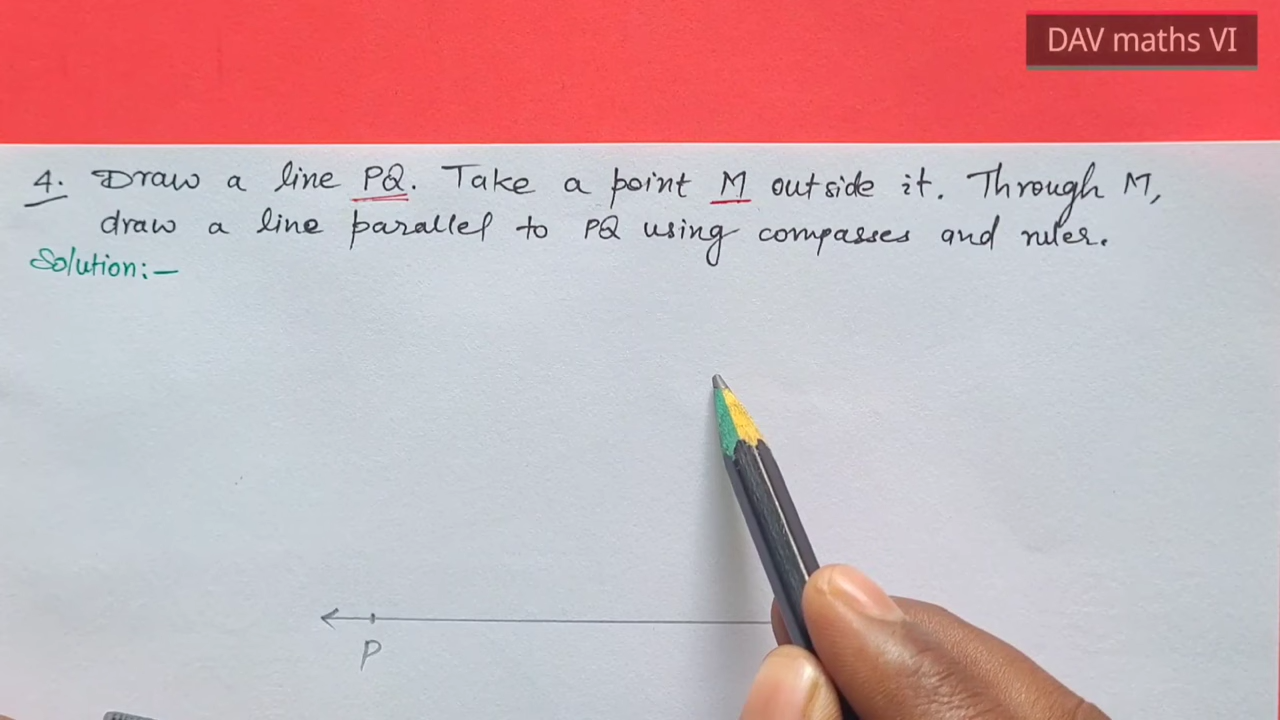 DAV maths VI
4. Draw a line PQ. Take a point M outside it. Through M,
draw a line parallel to PQ using compasses and ruler.
Solution:-
P